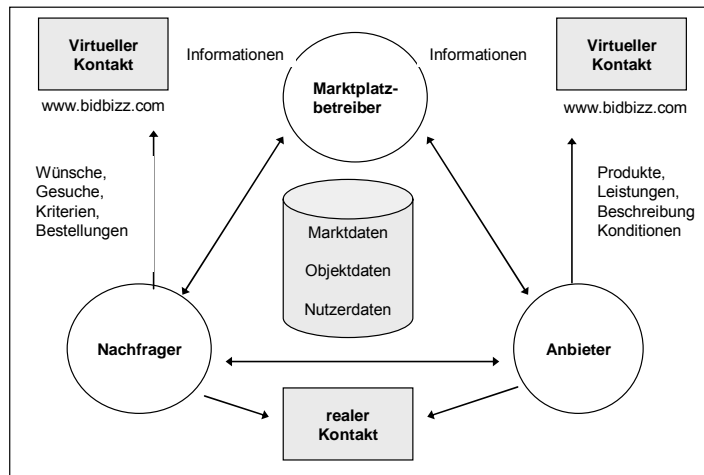 Virtueller
Kontakt
www.bidbizz.com
Informationen
Marktplatz-
betreiber
Informationen
Virtueller
Kontakt
www.bidbizz.com
Wünsche,
Gesuche,
Kriterien,
Bestellungen
Marktdaten
Objektdaten
Nutzerdaten
Produkte,
Leistungen,
Beschreibung
Konditionen
Nachfrager
Anbieter
realer
Kontakt